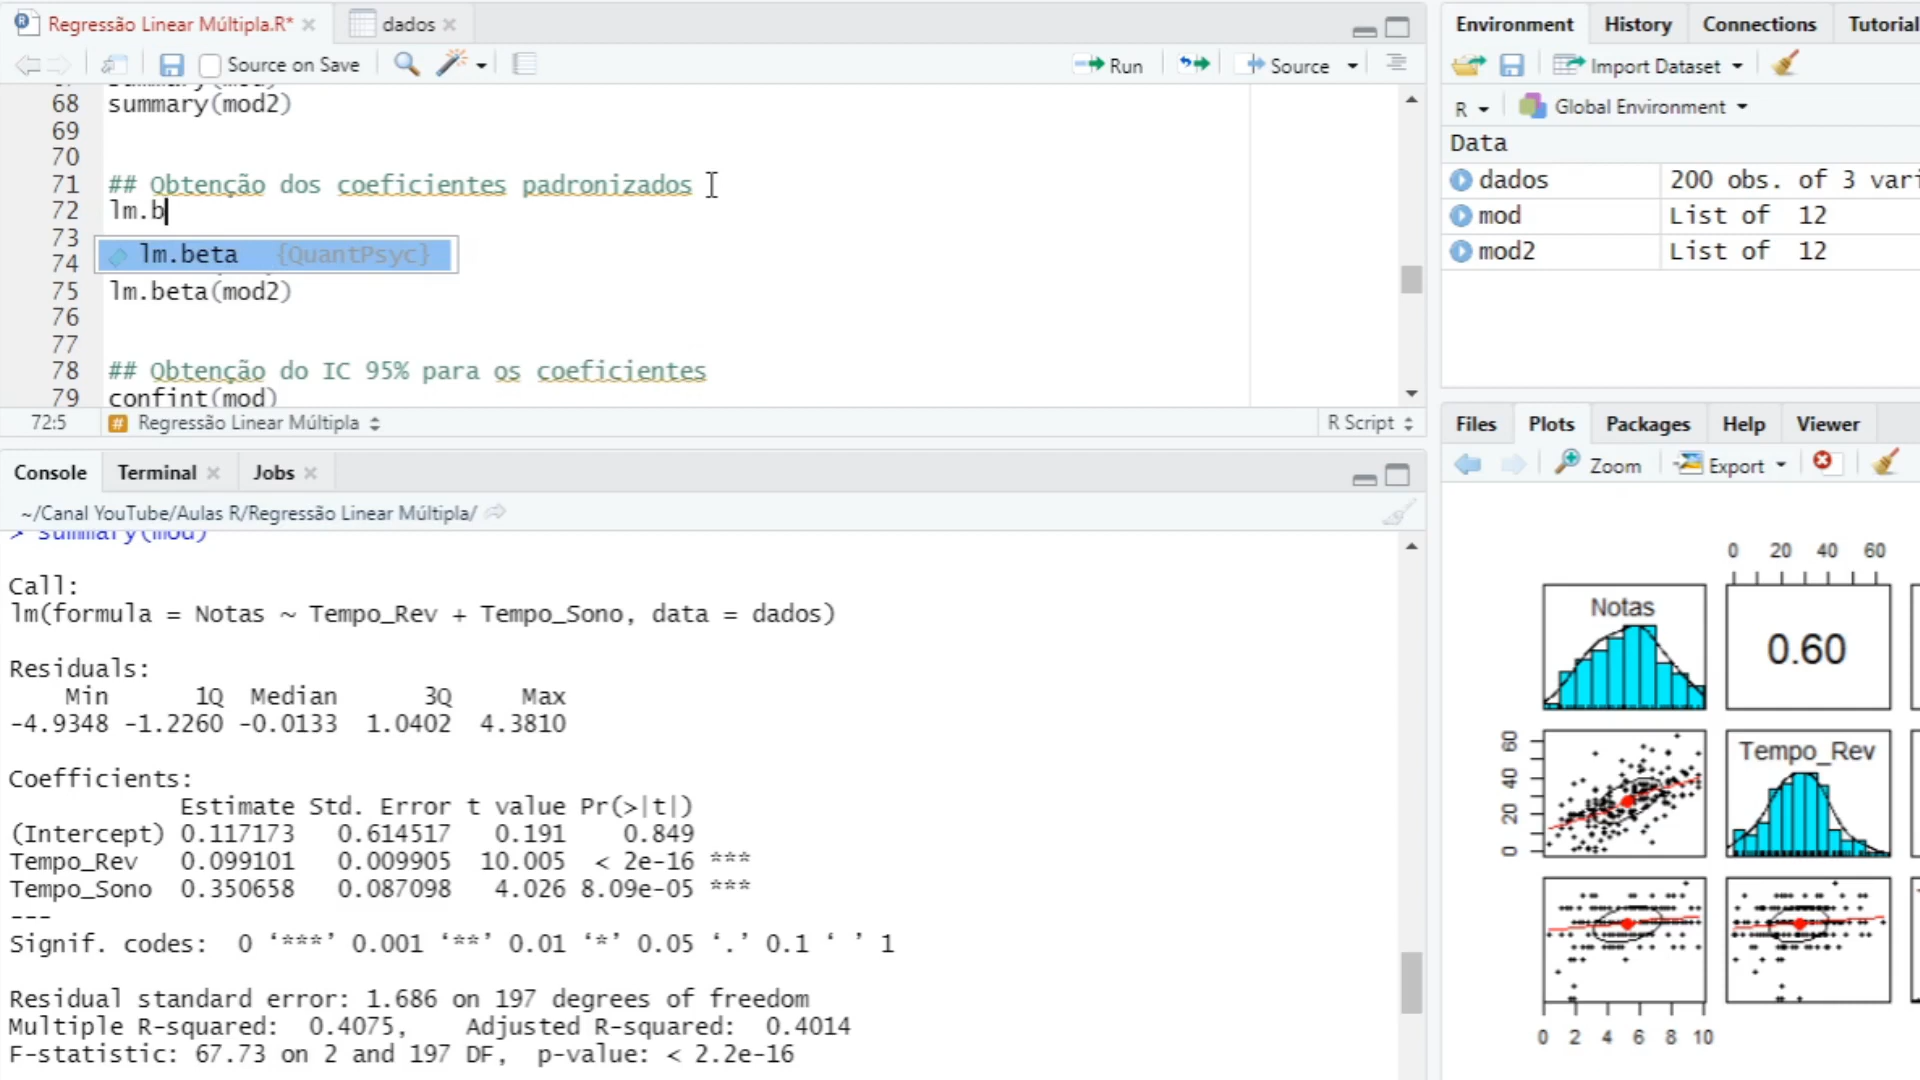 Regressão Linear Múltipla.R*
dados
Source on Save
Run
Source
68 summary(mod2)
69
70
71 ## Obtenção dos coeficientes padronizados
72 lm.b
73
lm.beta {QuantPsyc}
74
75 lm.beta(mod2)
76
77
78 ## Obtenção do IC 95% para os coeficientes
79 confint(mod)
72:5
Regressão Linear Múltipla
R Script
Console Terminal Jobs
~/Canal YouTube/Aulas R/Regressão Linear Múltipla/
> summary(mod)
Call:
lm(formula = Notas ~ Tempo_Rev + Tempo_Sono, data = dados)
Residuals:
Min 1Q Median 3Q Max
-4.9348 -1.2260 -0.0133 1.0402 4.3810
Coefficients:
Estimate Std. Error t value Pr(>|t|)
(Intercept) 0.117173 0.614517 0.191 0.849
Tempo_Rev 0.099101 0.009905 10.005 < 2e-16 ***
Tempo_Sono 0.350658 0.087098 4.026 8.09e-05 ***
---
Signif. codes: 0 ‘***’ 0.001 ‘**’ 0.01 ‘*’ 0.05 ‘.’ 0.1 ‘ ’ 1
Residual standard error: 1.686 on 197 degrees of freedom
Multiple R-squared: 0.4075, Adjusted R-squared: 0.4014
F-statistic: 67.73 on 2 and 197 DF, p-value: < 2.2e-16
Environment History Connections Tutorial
Import Dataset
R Global Environment
Data
dados 200 obs. of 3 vari
mod List of 12
mod2 List of 12
Files Plots Packages Help Viewer
Zoom Export
0 20 40 60
Notas
0.60
60
40
20
0
Tempo_Rev
0 2 4 6 8 10